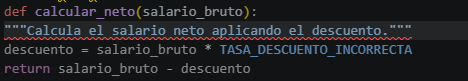 def calcular_neto(salario_bruto):
"""Calcula el salario neto aplicando el descuento."""
descuento = salario_bruto * TASA_DESCUENTO_INCORRECTA
return salario_bruto - descuento